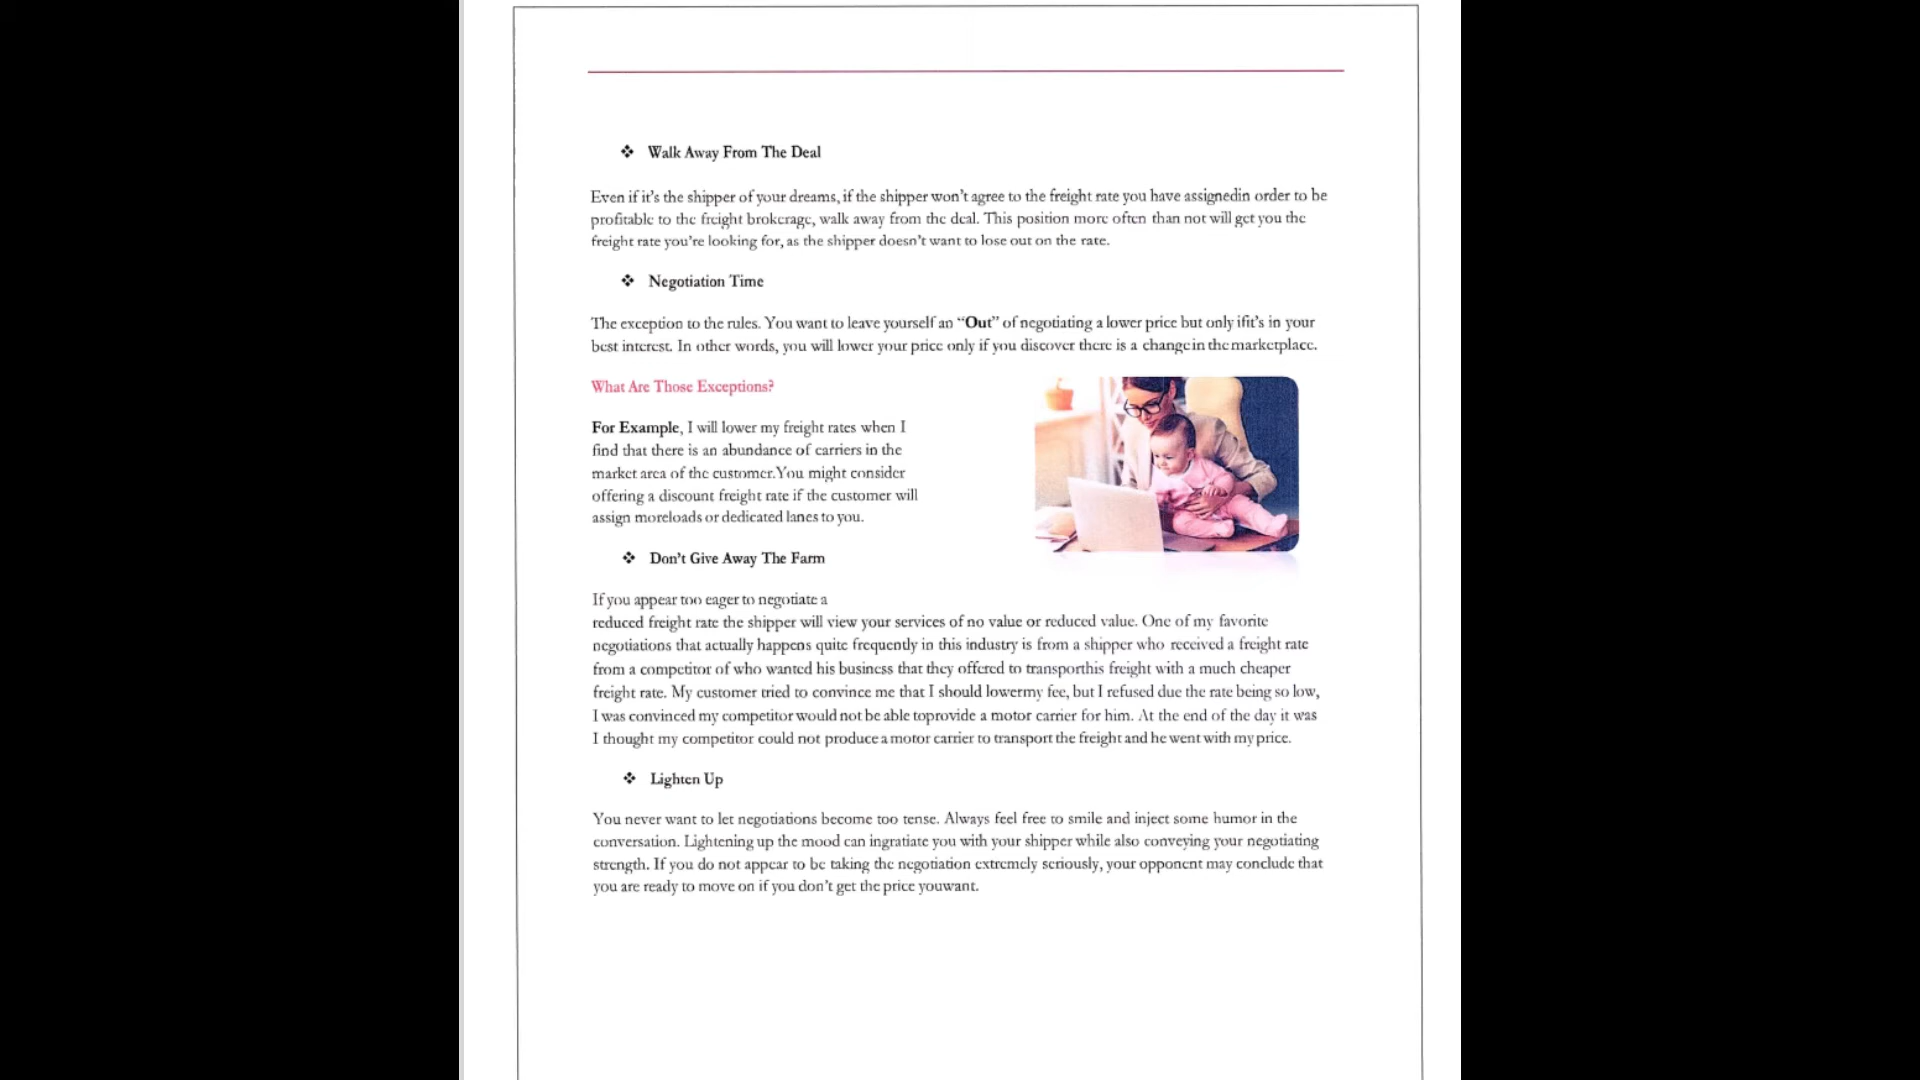 ❖ Walk Away From The Deal
Even if it's the shipper of your dreams, if the shipper won't agree to the freight rate you have assignedin order to be
profitable to the freight brokerage, walk away from the deal. This position more often than not will get you the
freight rate you're looking for, as the shipper doesn't want to lose out on the rate.
❖ Negotiation Time
The exception to the rules. You want to leave yourself an “Out” of negotiating a lower price but only ifit's in your
best interest. In other words, you will lower your price only if you discover there is a changein themarketplace.
What Are Those Exceptions?
For Example, I will lower my freight rates when I
find that there is an abundance of carriers in the
market area of the customer.You might consider
offering a discount freight rate if the customer will
assign moreloads or dedicated lanes to you.
❖ Don't Give Away The Farm
If you appear too eager to negotiate a
reduced freight rate the shipper will view your services of no value or reduced value. One of my favorite
negotiations that actually happens quite frequently in this industry is from a shipper who received a freight rate
from a competitor of who wanted his business that they offered to transporthis freight with a much cheaper
freight rate. My customer tried to convince me that I should lowermy fee, but I refused due the rate being so low,
I was convinced my competitor would not be able toprovide a motor carrier for him. At the end of the day it was
I thought my competitor could not produce a motor carrier to transport the freight and he went with my price.
❖ Lighten Up
You never want to let negotiations become too tense. Always feel free to smile and inject some humor in the
conversation. Lightening up the mood can ingratiate you with your shipper while also conveying your negotiating
strength. If you do not appear to be taking the negotiation extremely seriously, your opponent may conclude that
you are ready to move on if you don't get the price youwant.